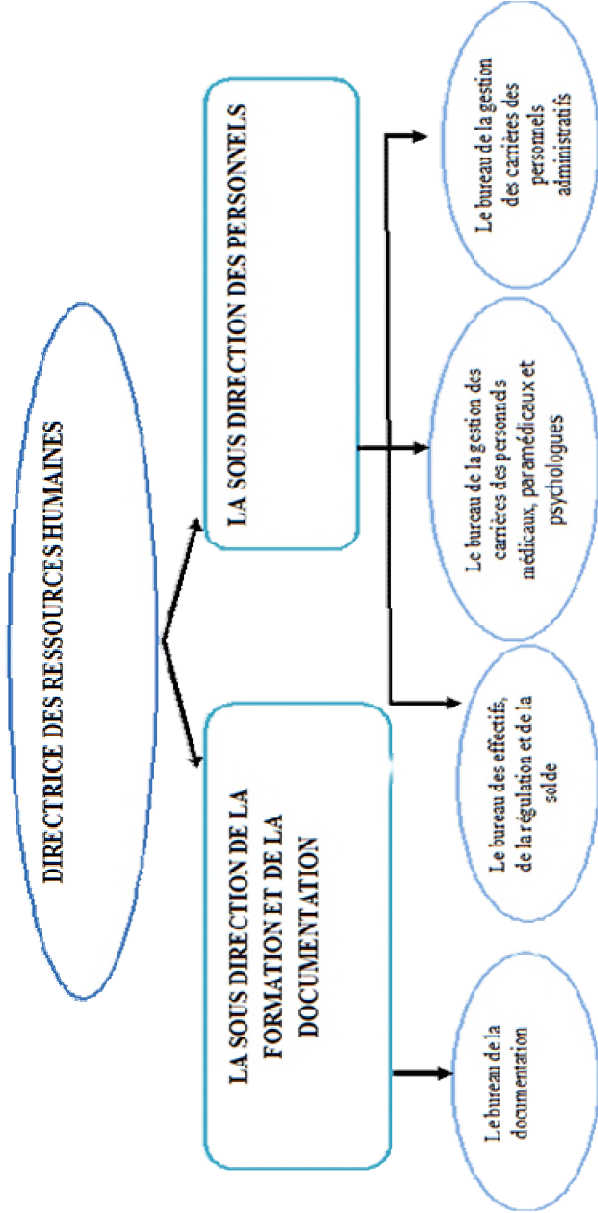 DIRECTRICE DES RESSOURCES HUMAINES
LA SOUS DIRECTION DE LA
FORMATION ET DE LA
DOCUMENTATION
LA SOUS DIRECTION DES PERSONNELS
Le bureau de la
documentation
Le bureau des effectifs,
de la régulation et de la
solde
Le bureau de la gestion des
carrières des personnels
médicaux, paramédicaux et
psychologues
Le bureau de la gestion
des carrières des
personnels
administratifs